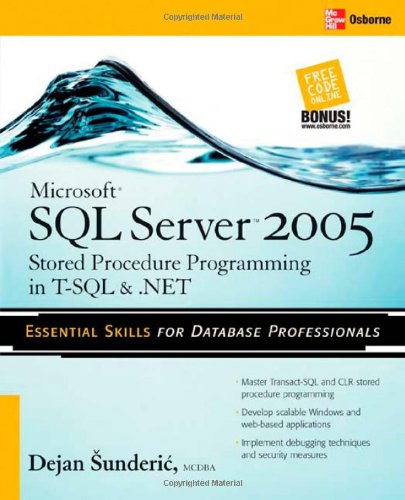 Mc
Graw
Hill
Osborne
FREE
CODE
ONLINE
BONUS!
www.osborne.com
Microsoft®
SQL Server™ 2005
Stored Procedure Programming
in T-SQL & .NET
ESSENTIAL SKILLS FOR DATABASE PROFESSIONALS
• Master Transact-SQL and CLR stored
procedure programming
• Develop scalable Windows and
web-based applications
• Implement debugging techniques
and security measures
Dejan Šunderić, MCDBA
Copyrighted Material
Copyrighted Material